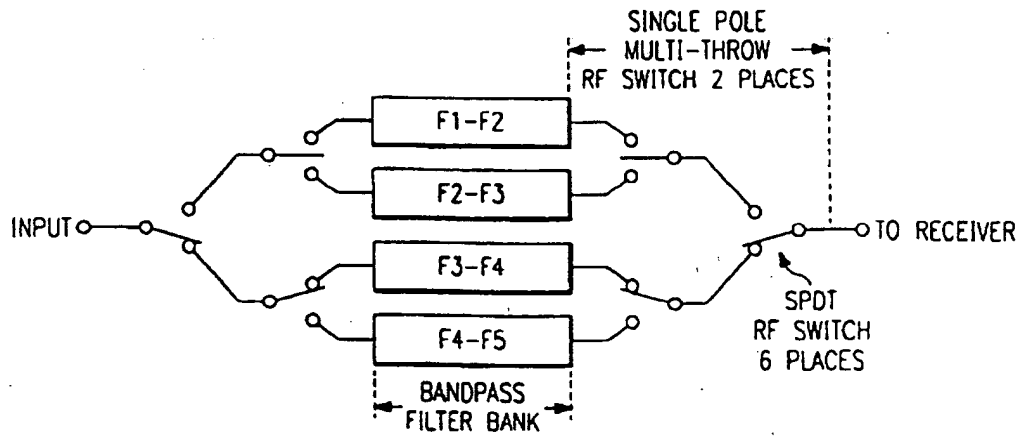 SINGLE POLE
MULTI-THROW
RF SWITCH 2 PLACES
F1-F2
F2-F3
INPUT
TO RECEIVER
F3-F4
SPDT
RF SWITCH
6 PLACES
F4-F5
BANDPASS
FILTER BANK